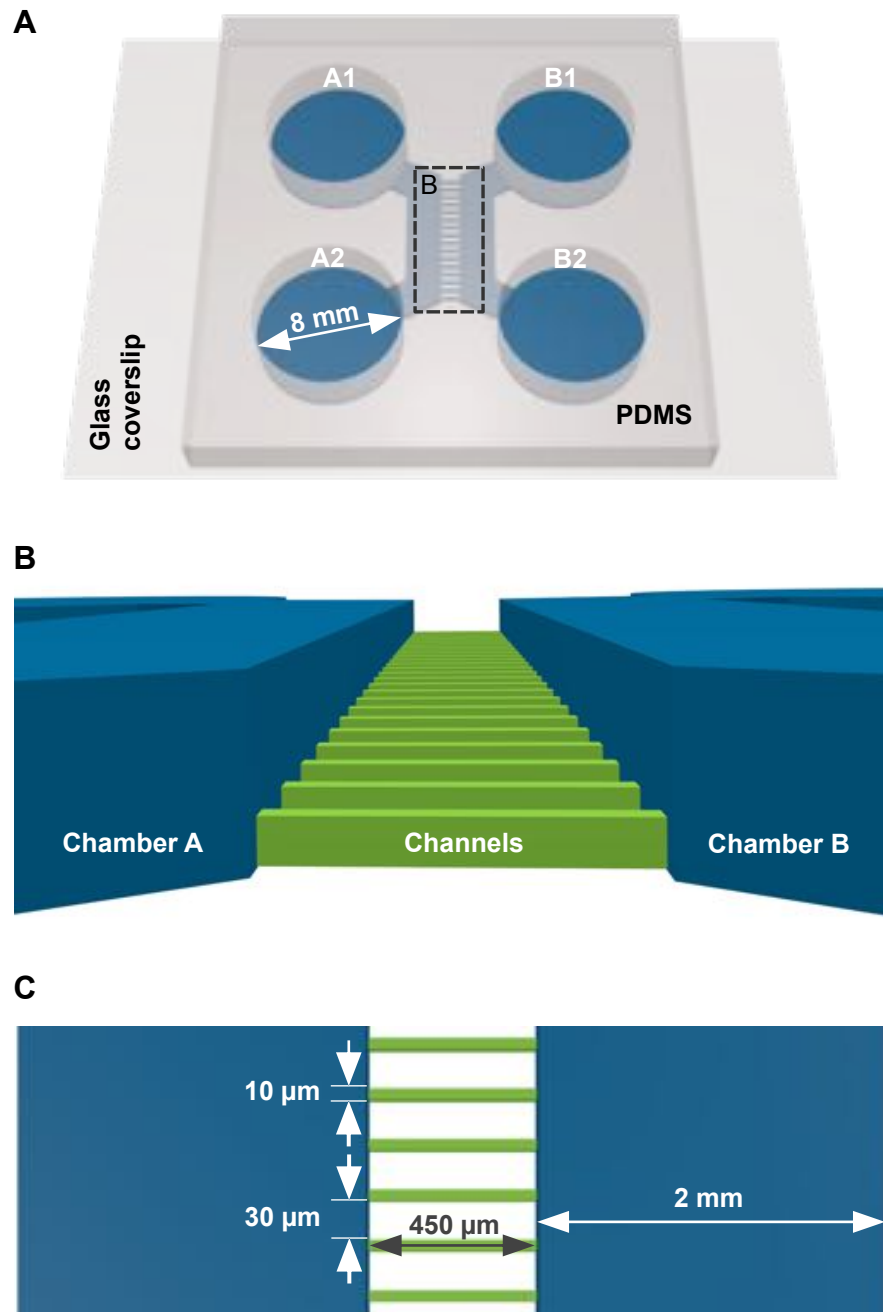 A
A1
B1
B
A2
B2
8 mm
Glass
coverslip
PDMS
B
Chamber A
Channels
Chamber B
C
10 µm
30 µm
450 µm
2 mm